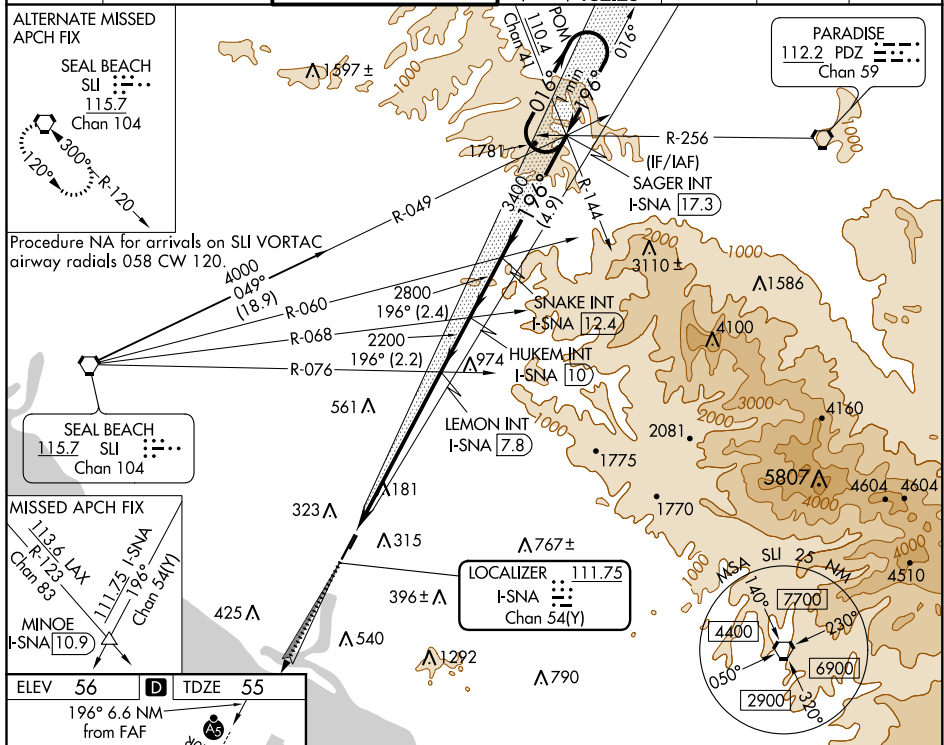 ALTERNATE MISSED
APCH FIX
SEAL BEACH
SLI
115.7
Chan 104
300°
120°
R-120
Procedure NA for arrivals on SLI VORTAC
airway radials 058 CW 120.
1597 ±
POM
110.4
Chan 41
016°
016°
1 min
196°
PARADISE
112.2 PDZ
Chan 59
R-256
(IF/IAF)
SAGER INT
I-SNA 17.3
1781
R-144
R-049
3400
196°
(4.9)
4000
049°
(18.9)
R-060
2800
196° (2.4)
R-068
2200
196° (2.2)
R-076
SNAKE INT
I-SNA 12.4
HUKEM INT
I-SNA 10
LEMON INT
I-SNA 7.8
974
561
1000
1000
2000
3110 ±
1000
1586
4100
3000
2000
1000
4160
2081
1775
5807
4000
4604
4604
1770
1000
4000
4510
SEAL BEACH
115.7 SLI
Chan 104
181
323
315
767 ±
396 ±
425
540
1292
790
LOCALIZER 111.75
I-SNA
Chan 54(Y)
MISSED APCH FIX
113.6 LAX
R-123
Chan 83
111.75 I-SNA
196°
Chan 54(Y)
MINOE
I-SNA 10.9
MSA SLI 25 NM
140°
7700
230°
4400
6900
050°
2900
320°
ELEV 56
D
TDZE 55
196° 6.6 NM
from FAF
A5